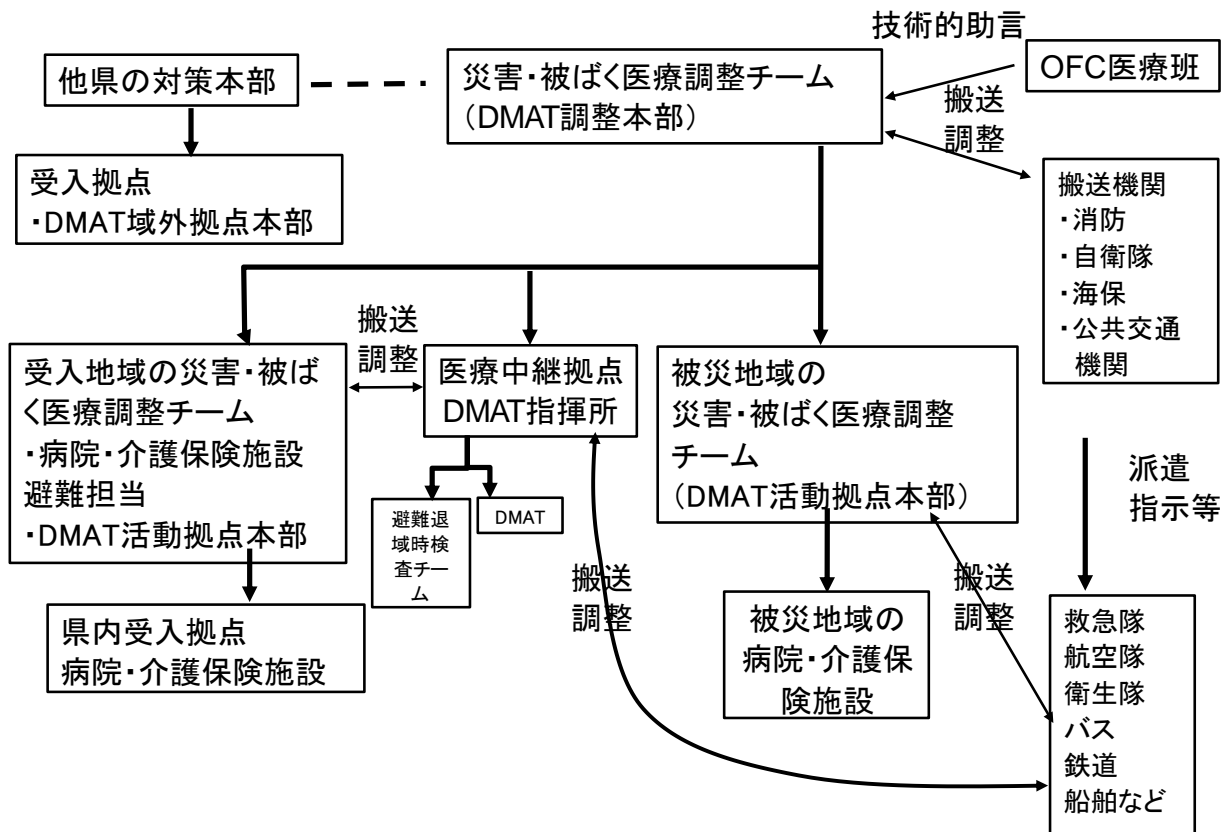 技術的助言
他県の対策本部
災害・被ばく医療調整チーム
（DMAT調整本部）
OFC医療班
搬送
調整
受入拠点
・DMAT域外拠点本部
搬送機関
・消防
・自衛隊
・海保
・公共交通
機関
搬送
調整
受入地域の災害・被ば
く医療調整チーム
・病院・介護保険施設
避難担当
・DMAT活動拠点本部
医療中継拠点
DMAT指揮所
被災地域の
災害・被ばく医療調整
チーム
（DMAT活動拠点本部）
派遣
指示等
避難退
域時検
査チー
ム
DMAT
搬送
調整
搬送
調整
県内受入拠点
病院・介護保険施設
被災地域の
病院・介護保
険施設
救急隊
航空隊
衛生隊
バス
鉄道
船舶など